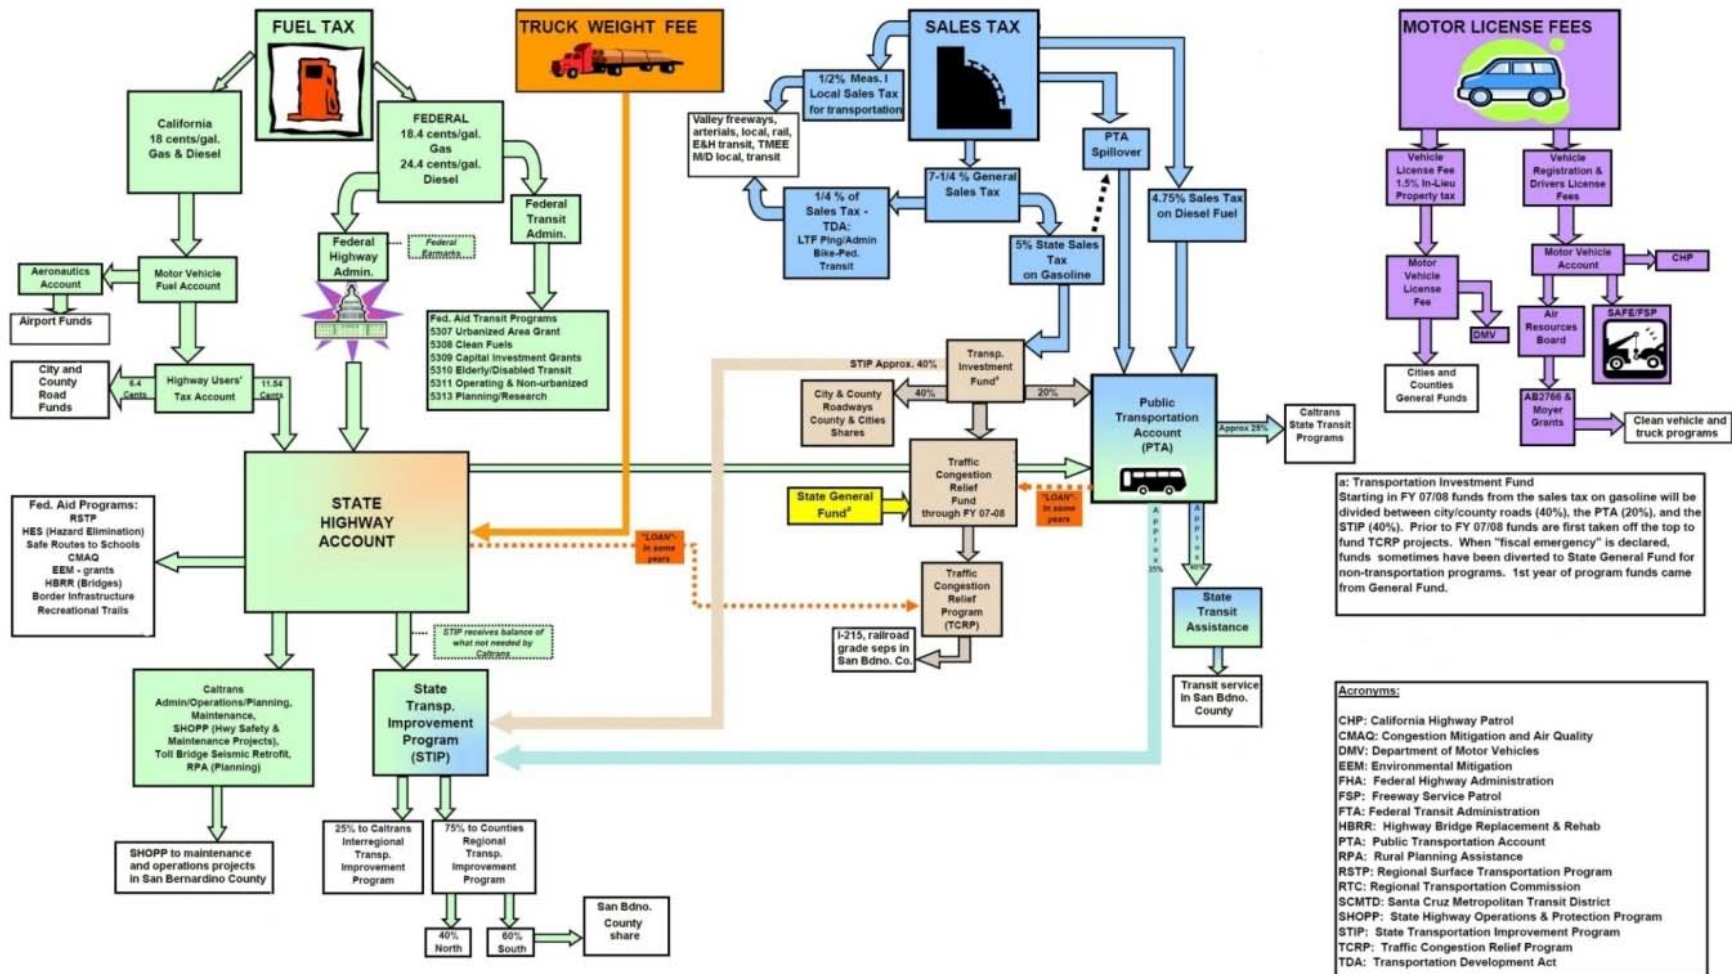 FUEL TAX
California
18 cents/gal.
Gas & Diesel
FEDERAL
18.4 cents/gal.
Gas
24.4 cents/gal.
Diesel
Federal
Transit
Admin.
Federal
Highway
Admin.
Federal
Earmarks
Aeronautics
Account
Motor Vehicle
Fuel Account
Airport Funds
City and
County
Road
Funds
6.4
Cents
Highway Users'
Tax Account
11.54
Cents
Fed. Aid Transit Programs
5307 Urbanized Area Grant
5308 Clean Fuels
5309 Capital Investment Grants
5310 Elderly/Disabled Transit
5311 Operating & Non-urbanized
5313 Planning/Research
STATE
HIGHWAY
ACCOUNT
Fed. Aid Programs:
RSTP
HES (Hazard Elimination)
Safe Routes to Schools
CMAQ
EEM - grants
HBRR (Bridges)
Border Infrastructure
Recreational Trails
STIP receives balance of
what not needed by
Caltrans
Caltrans
Admin/Operations/Planning,
Maintenance,
SHOPP (Hwy Safety &
Maintenance Projects),
Toll Bridge Seismic Retrofit,
RPA (Planning)
State
Transp.
Improvement
Program
(STIP)
SHOPP to maintenance
and operations projects
in San Bernardino County
25% to Caltrans
Interregional
Transp.
Improvement
Program
75% to Counties
Regional
Transp.
Improvement
Program
40%
North
60%
South
San Bdno.
County
share
TRUCK WEIGHT FEE
SALES TAX
1/2% Meas. I
Local Sales Tax
for transportation
Valley freeways,
arterials, local, rail,
E&H transit, TMEE
M/D local, transit
PTA
Spillover
7-1/4 % General
Sales Tax
1/4 % of
Sales Tax -
TDA:
LTF Plng/Admin
Bike-Ped.
Transit
4.75% Sales Tax
on Diesel Fuel
5% State Sales
Tax
on Gasoline
STIP Approx. 40%
Transp.
Investment
Fundª
City & County
Roadways
County & Cities
Shares
40%
20%
Public
Transportation
Account
(PTA)
Approx 25%
Caltrans
State Transit
Programs
Traffic
Congestion
Relief
Fund
through FY 07-08
State General
Fundª
"LOAN"-
in some
years
"LOAN"-
in some
years
Approx
35%
Approx
40%
Traffic
Congestion
Relief
Program
(TCRP)
I-215, railroad
grade seps in
San Bdno. Co.
State
Transit
Assistance
Transit service
in San Bdno.
County
MOTOR LICENSE FEES
Vehicle
License Fee
1.5% In-Lieu
Property tax
Vehicle
Registration &
Drivers License
Fees
Motor
Vehicle
License
Fee
Motor Vehicle
Account
CHP
DMV
Air
Resources
Board
SAFE/FSP
Cities and
Counties
General Funds
AB2766 &
Moyer
Grants
Clean vehicle and
truck programs
a: Transportation Investment Fund
Starting in FY 07/08 funds from the sales tax on gasoline will be
divided between city/county roads (40%), the PTA (20%), and the
STIP (40%). Prior to FY 07/08 funds are first taken off the top to
fund TCRP projects. When "fiscal emergency" is declared,
funds sometimes have been diverted to State General Fund for
non-transportation programs. 1st year of program funds came
from General Fund.
Acronyms:
CHP: California Highway Patrol
CMAQ: Congestion Mitigation and Air Quality
DMV: Department of Motor Vehicles
EEM: Environmental Mitigation
FHA: Federal Highway Administration
FSP: Freeway Service Patrol
FTA: Federal Transit Administration
HBRR: Highway Bridge Replacement & Rehab
PTA: Public Transportation Account
RPA: Rural Planning Assistance
RSTP: Regional Surface Transportation Program
RTC: Regional Transportation Commission
SCMTD: Santa Cruz Metropolitan Transit District
SHOPP: State Highway Operations & Protection Program
STIP: State Transportation Improvement Program
TCRP: Traffic Congestion Relief Program
TDA: Transportation Development Act